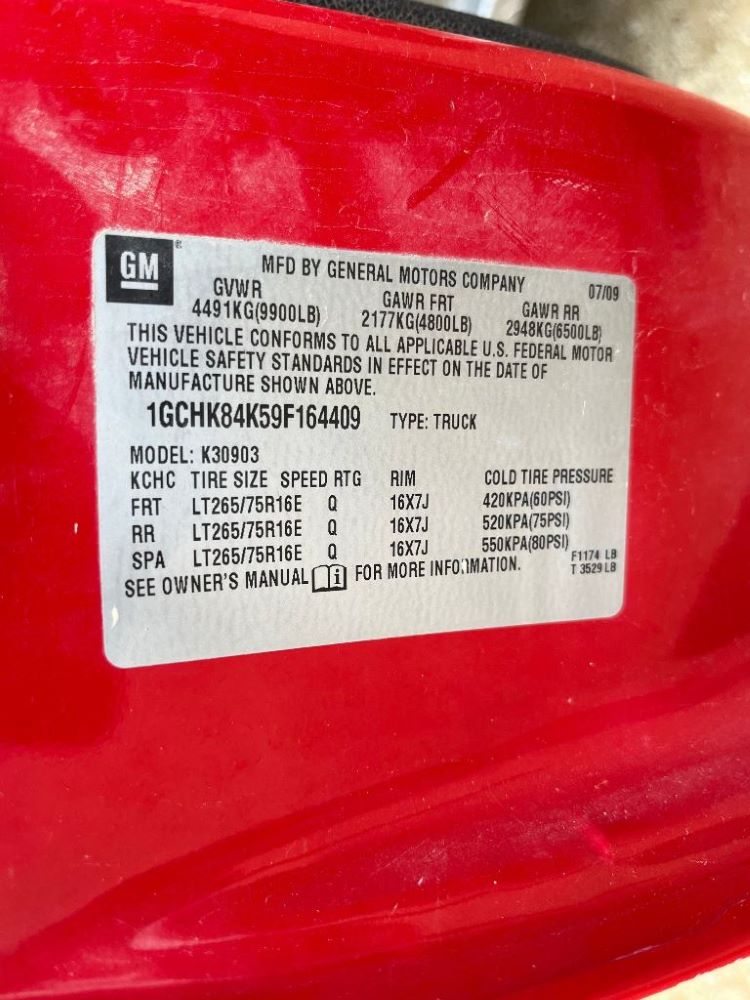 GM ®
MFD BY GENERAL MOTORS COMPANY 07/09
GVWR GAWR FRT GAWR RR
4491KG(9900LB) 2177KG(4800LB) 2948KG(6500LB)
THIS VEHICLE CONFORMS TO ALL APPLICABLE U.S. FEDERAL MOTOR
VEHICLE SAFETY STANDARDS IN EFFECT ON THE DATE OF
MANUFACTURE SHOWN ABOVE.
1GCHK84K59F164409 TYPE: TRUCK
MODEL: K30903
KCHC TIRE SIZE SPEED RTG RIM COLD TIRE PRESSURE
FRT LT265/75R16E Q 16X7J 420KPA(60PSI)
RR LT265/75R16E Q 16X7J 520KPA(75PSI)
SPA LT265/75R16E Q 16X7J 550KPA(80PSI)
F1174 LB
T 3529 LB
SEE OWNER'S MANUAL i FOR MORE INFORMATION.